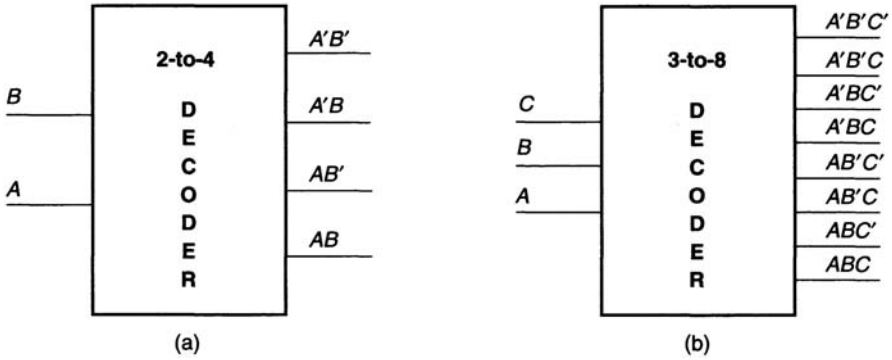 2-to-4
B
A
D
E
C
O
D
E
R
A'B'
A'B
AB'
AB
(a)
3-to-8
C
B
A
D
E
C
O
D
E
R
A'B'C'
A'B'C
A'BC'
A'BC
AB'C'
AB'C
ABC'
ABC
(b)